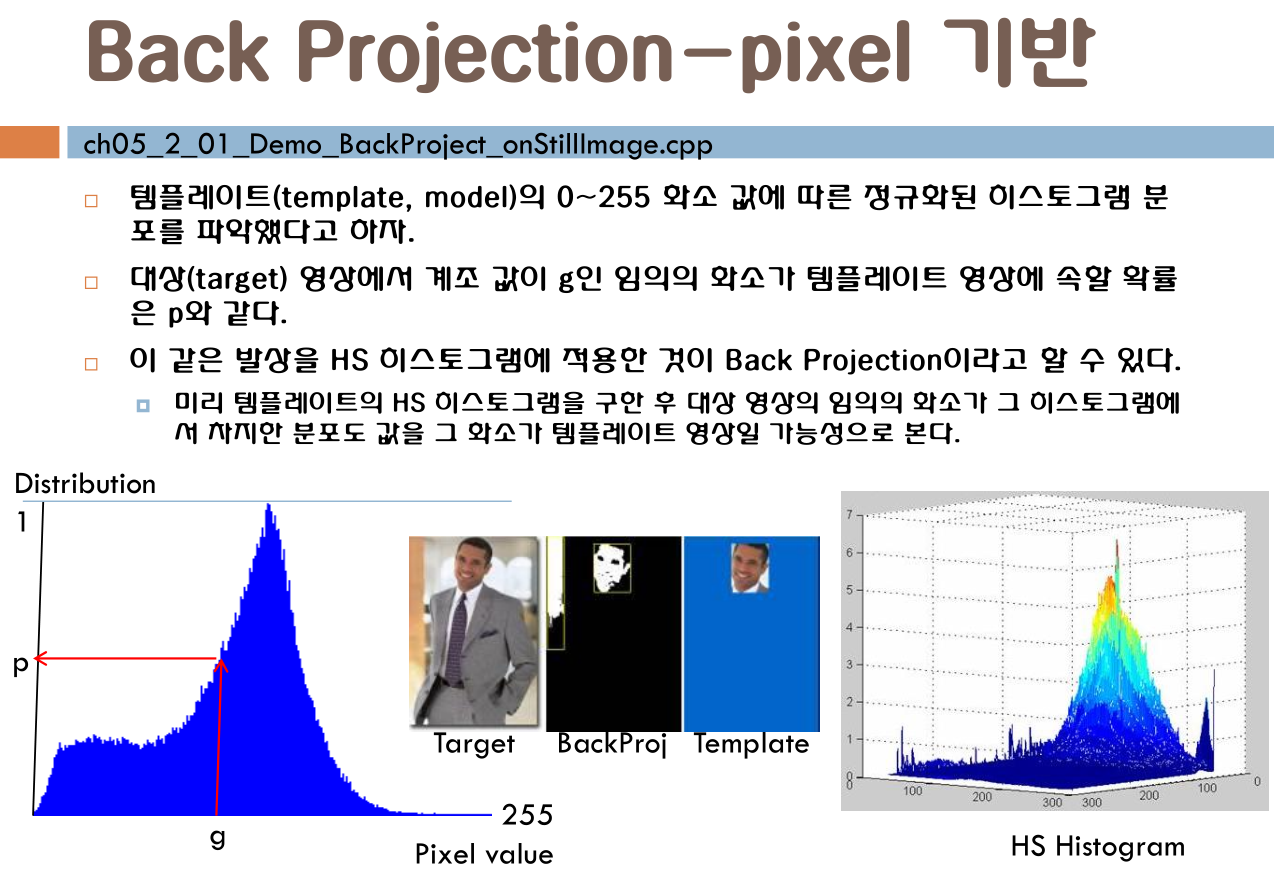 Back Projection-pixel 기반
ch05_2_01_Demo_BackProject_onStillImage.cpp
템플레이트(template, model)의 0~255 화소 값에 따른 정규화된 히스토그램 분
포를 파악했다고 하자.
대상(target) 영상에서 계조 값이 g인 임의의 화소가 템플레이트 영상에 속할 확률
은 p와 같다.
이 같은 발상을 HS 히스토그램에 적용한 것이 Back Projection이라고 할 수 있다.
미리 템플레이트의 HS 히스토그램을 구한 후 대상 영상의 임의의 화소가 그 히스토그램에
서 차지한 분포도 값을 그 화소가 템플레이트 영상일 가능성으로 본다.
Distribution
1
p
g
255
Pixel value
Target
BackProj
Template
7
6
5
4
3
2
1
0
0
100
200
300
300
200
100
0
HS Histogram